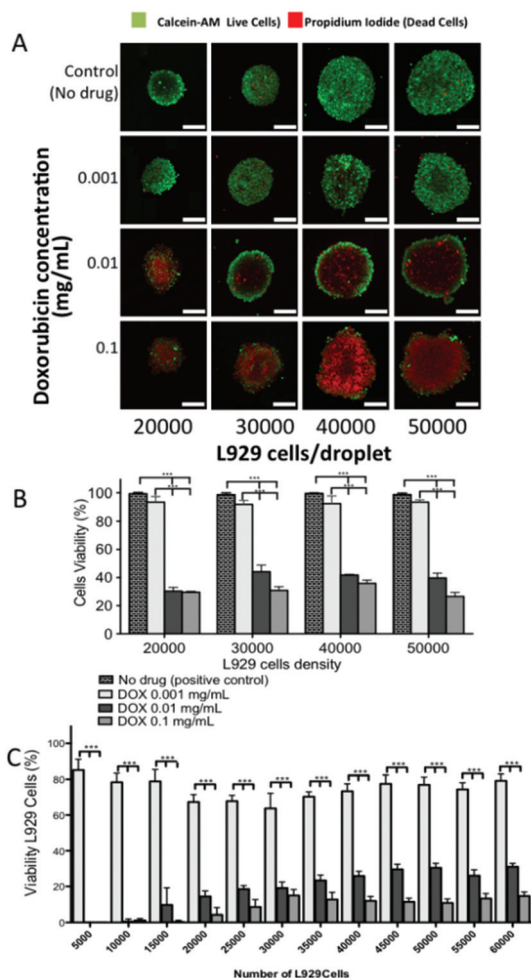 Calcein-AM Live Cells) Propidium Iodide (Dead Cells)
A
Control
(No drug)
0.001
0.01
0.1
Doxorubicin concentration
(mg/mL)
20000 30000 40000 50000
L929 cells/droplet
B
Cells Viability (%)
100
80
60
40
20
0
*** *** *** ***
*** *** *** ***
20000 30000 40000 50000
L929 cells density
No drug (positive control)
DOX 0.001 mg/mL
DOX 0.01 mg/mL
DOX 0.1 mg/mL
C
Viability L929 Cells (%)
100
80
60
40
20
0
*** *** *** *** *** *** *** *** *** *** *** ***
5000 10000 15000 20000 25000 30000 35000 40000 45000 50000 55000 60000
Number of L929Cells